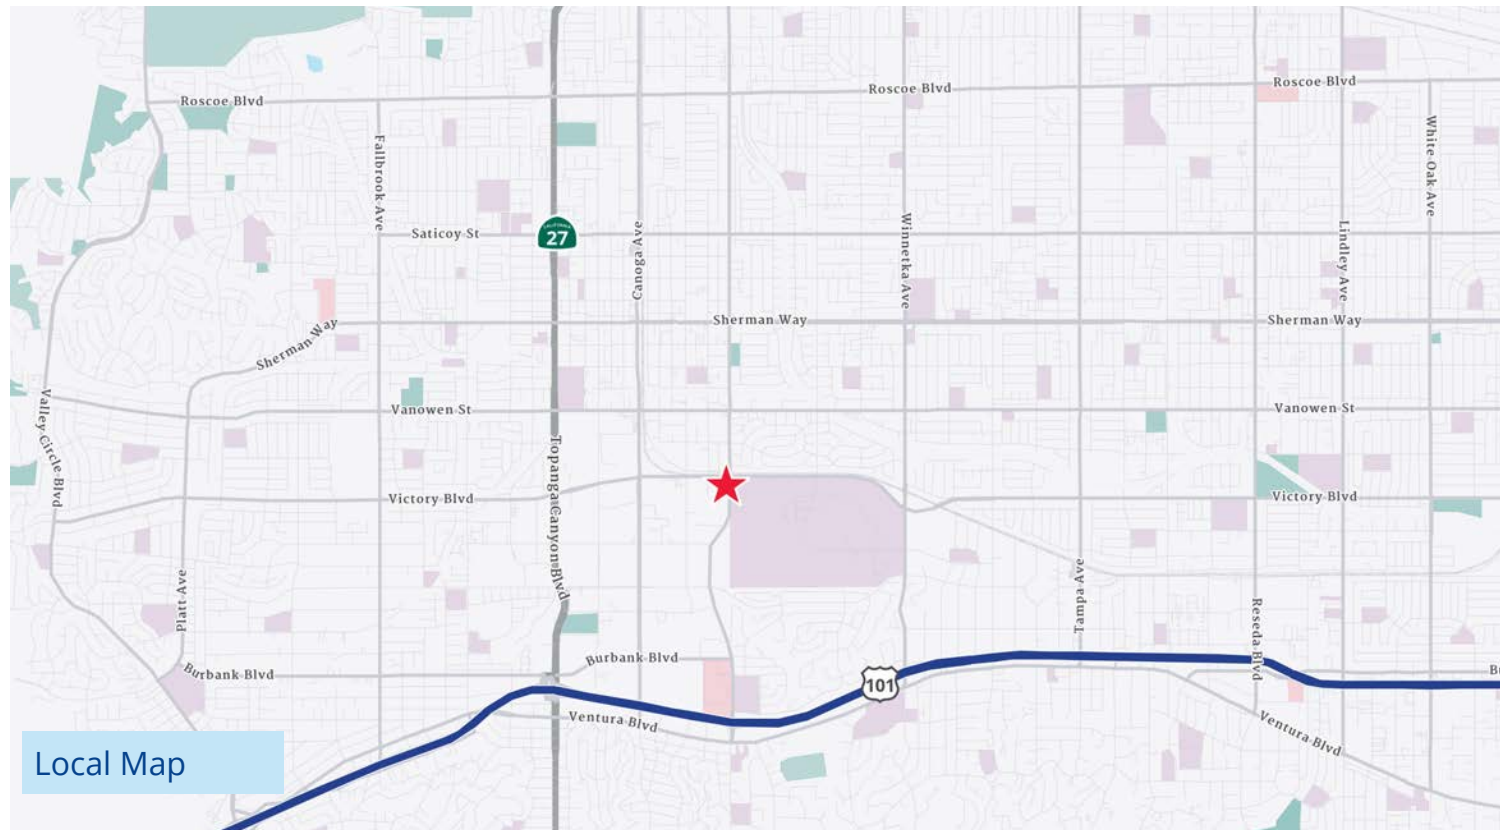 Roscoe Blvd
Roscoe Blvd
Roscoe Blvd
Fallbrook Ave
White Oak Ave
Saticoy St
CALIFORNIA
27
Canoga Ave
Winnetka Ave
Lindley Ave
Sherman Way
Sherman Way
Sherman Way
Valley Circle Blvd
Vanowen St
Vanowen St
Topanga Canyon Blvd
Victory Blvd
Victory Blvd
Platt Ave
Tampa Ave
Reseda Blvd
Burbank Blvd
Burbank Blvd
101
Ventura Blvd
Ventura Blvd
Local Map